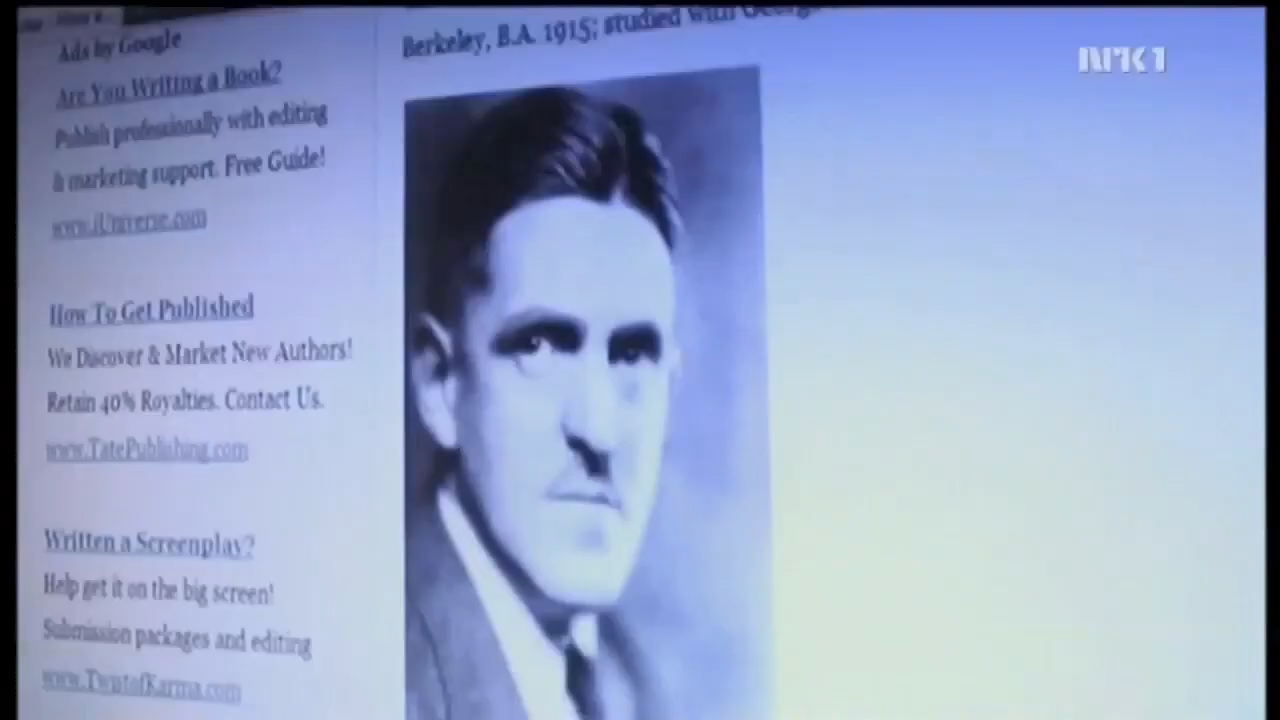 Ads by Google
Are You Writing a Book?
Publish professionally with editing
& marketing support. Free Guide!
www.iUniverse.com
How To Get Published
We Discover & Market New Authors!
Retain 40% Royalties. Contact Us.
www.TatePublishing.com
Written a Screenplay?
Help get it on the big screen!
Submission packages and editing
www.TwistofKarma.com
Berkeley, B.A. 1915; studied with
NRK1